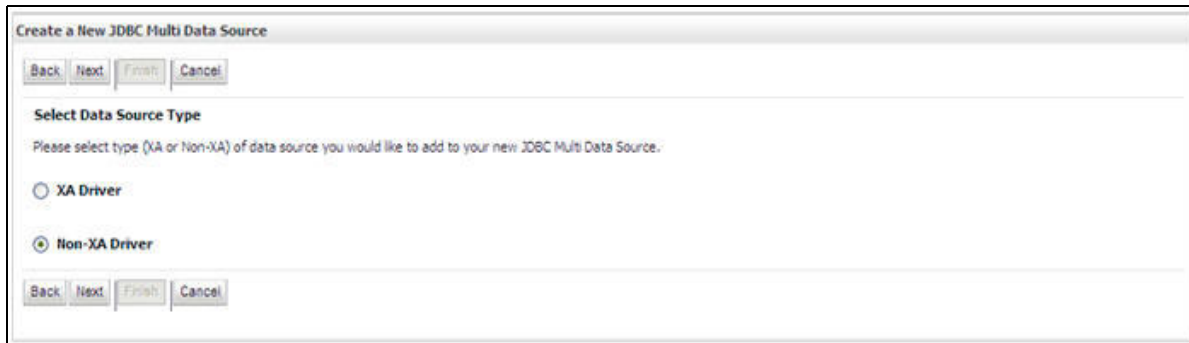 Create a New JDBC Multi Data Source
Back Next Finish Cancel
Select Data Source Type
Please select type (XA or Non-XA) of data source you would like to add to your new JDBC Multi Data Source.
XA Driver
Non-XA Driver
Back Next Finish Cancel